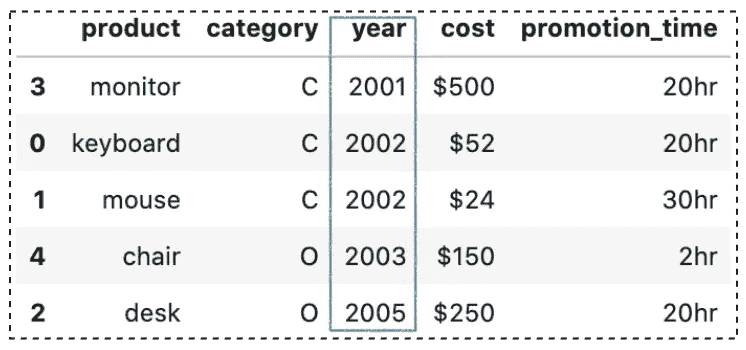 product category year cost promotion_time
3 monitor C 2001 $500 20hr
0 keyboard C 2002 $52 20hr
1 mouse C 2002 $24 30hr
4 chair O 2003 $150 2hr
2 desk O 2005 $250 20hr